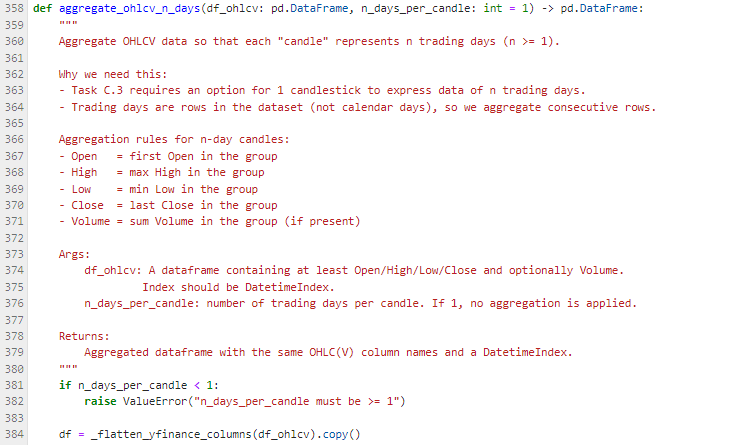 358 def aggregate_ohlcv_n_days(df_ohlcv: pd.DataFrame, n_days_per_candle: int = 1) -> pd.DataFrame:
359     """
360     Aggregate OHLCV data so that each "candle" represents n trading days (n >= 1).
361
362     Why we need this:
363     - Task C.3 requires an option for 1 candlestick to express data of n trading days.
364     - Trading days are rows in the dataset (not calendar days), so we aggregate consecutive rows.
365
366     Aggregation rules for n-day candles:
367     - Open   = first Open in the group
368     - High   = max High in the group
369     - Low    = min Low in the group
370     - Close  = last Close in the group
371     - Volume = sum Volume in the group (if present)
372
373     Args:
374         df_ohlcv: A dataframe containing at least Open/High/Low/Close and optionally Volume.
375                  Index should be DatetimeIndex.
376         n_days_per_candle: number of trading days per candle. If 1, no aggregation is applied.
377
378     Returns:
379         Aggregated dataframe with the same OHLC(V) column names and a DatetimeIndex.
380     """
381     if n_days_per_candle < 1:
382         raise ValueError("n_days_per_candle must be >= 1")
383
384     df = _flatten_yfinance_columns(df_ohlcv).copy()